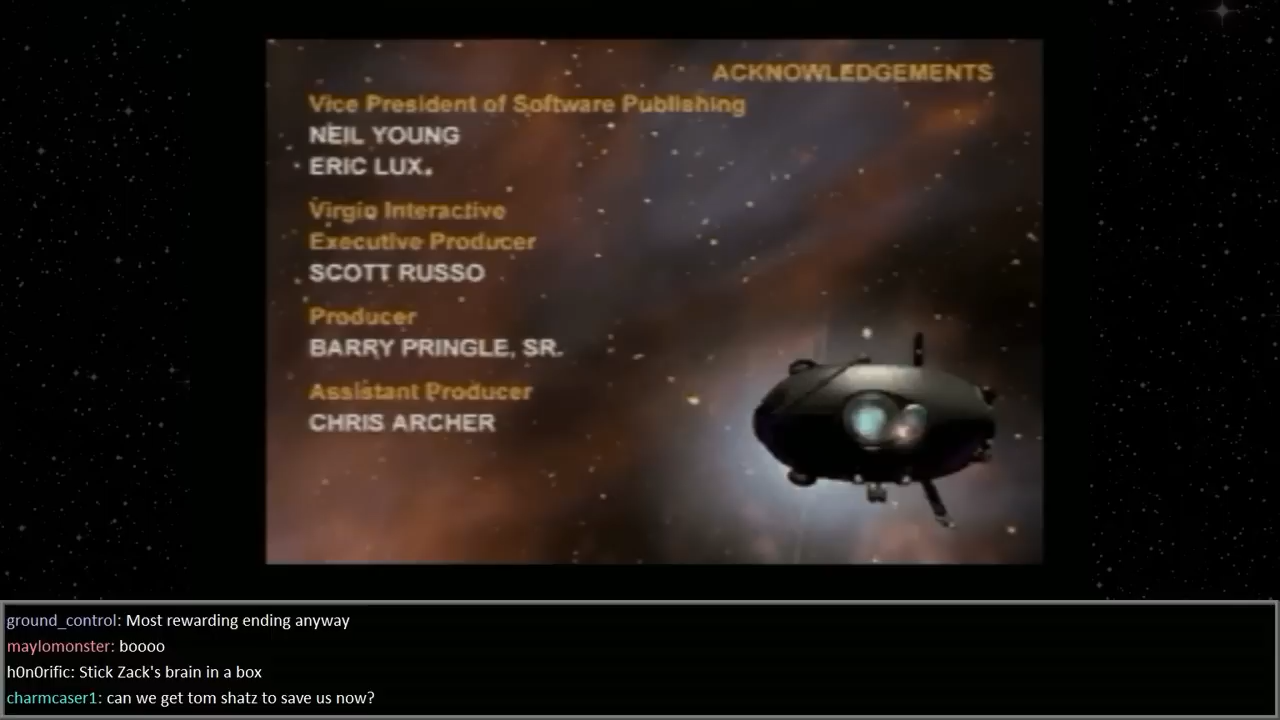 ACKNOWLEDGEMENTS
Vice President of Software Publishing
NEIL YOUNG
ERIC LUX
Virgin Interactive
Executive Producer
SCOTT RUSSO
Producer
BARRY PRINGLE, SR.
Assistant Producer
CHRIS ARCHER
ground_control: Most rewarding ending anyway
maylomonster: boooo
h0n0rific: Stick Zack's brain in a box
charmcaser1: can we get tom shatz to save us now?